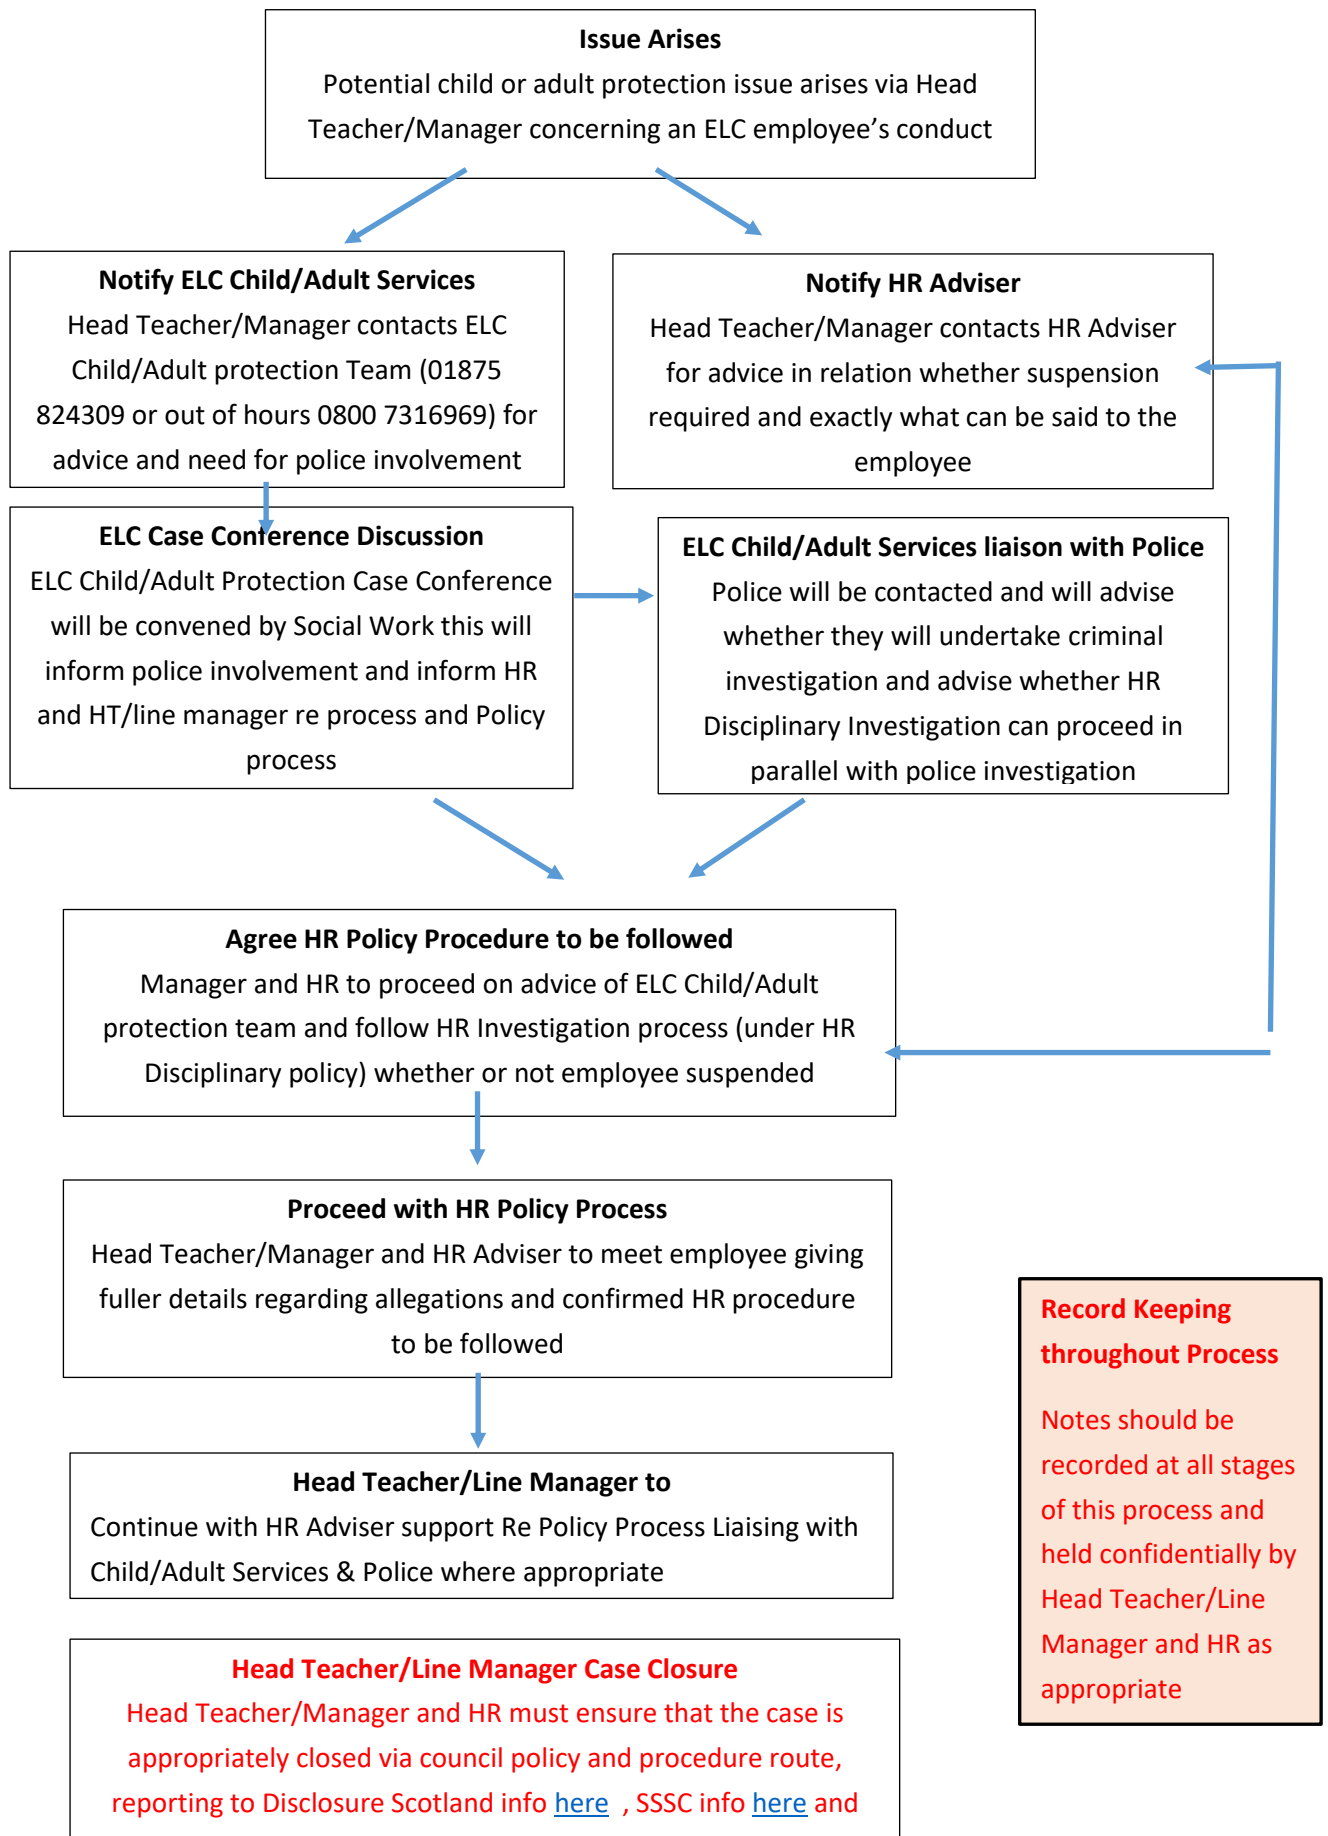 Issue Arises
Potential child or adult protection issue arises via Head
Teacher/Manager concerning an ELC employee’s conduct
Notify ELC Child/Adult Services
Head Teacher/Manager contacts ELC
Child/Adult protection Team (01875
824309 or out of hours 0800 7316969) for
advice and need for police involvement
Notify HR Adviser
Head Teacher/Manager contacts HR Adviser
for advice in relation whether suspension
required and exactly what can be said to the
employee
ELC Case Conference Discussion
ELC Child/Adult Protection Case Conference
will be convened by Social Work this will
inform police involvement and inform HR
and HT/line manager re process and Policy
process
ELC Child/Adult Services liaison with Police
Police will be contacted and will advise
whether they will undertake criminal
investigation and advise whether HR
Disciplinary Investigation can proceed in
parallel with police investigation
Agree HR Policy Procedure to be followed
Manager and HR to proceed on advice of ELC Child/Adult
protection team and follow HR Investigation process (under HR
Disciplinary policy) whether or not employee suspended
Proceed with HR Policy Process
Head Teacher/Manager and HR Adviser to meet employee giving
fuller details regarding allegations and confirmed HR procedure
to be followed
Head Teacher/Line Manager to
Continue with HR Adviser support Re Policy Process Liaising with
Child/Adult Services & Police where appropriate
Head Teacher/Line Manager Case Closure
Head Teacher/Manager and HR must ensure that the case is
appropriately closed via council policy and procedure route,
reporting to Disclosure Scotland info here , SSSC info here and
Record Keeping
throughout Process
Notes should be
recorded at all stages
of this process and
held confidentially by
Head Teacher/Line
Manager and HR as
appropriate